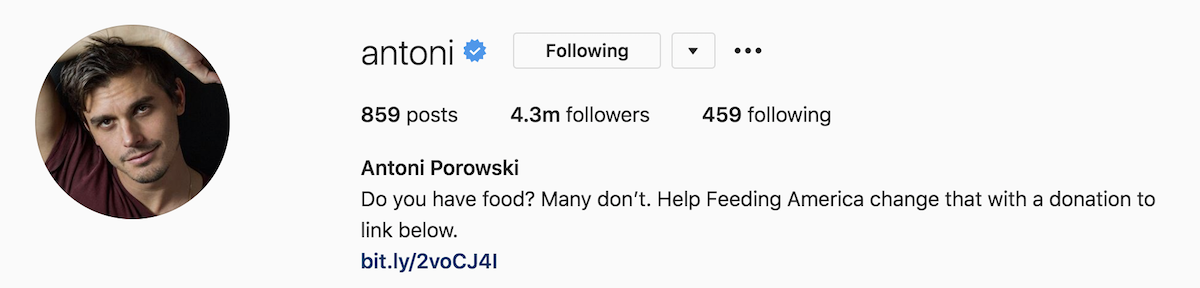 antoni Following
859 posts 4.3m followers 459 following
Antoni Porowski
Do you have food? Many don’t. Help Feeding America change that with a donation to
link below.
bit.ly/2voCJ4I